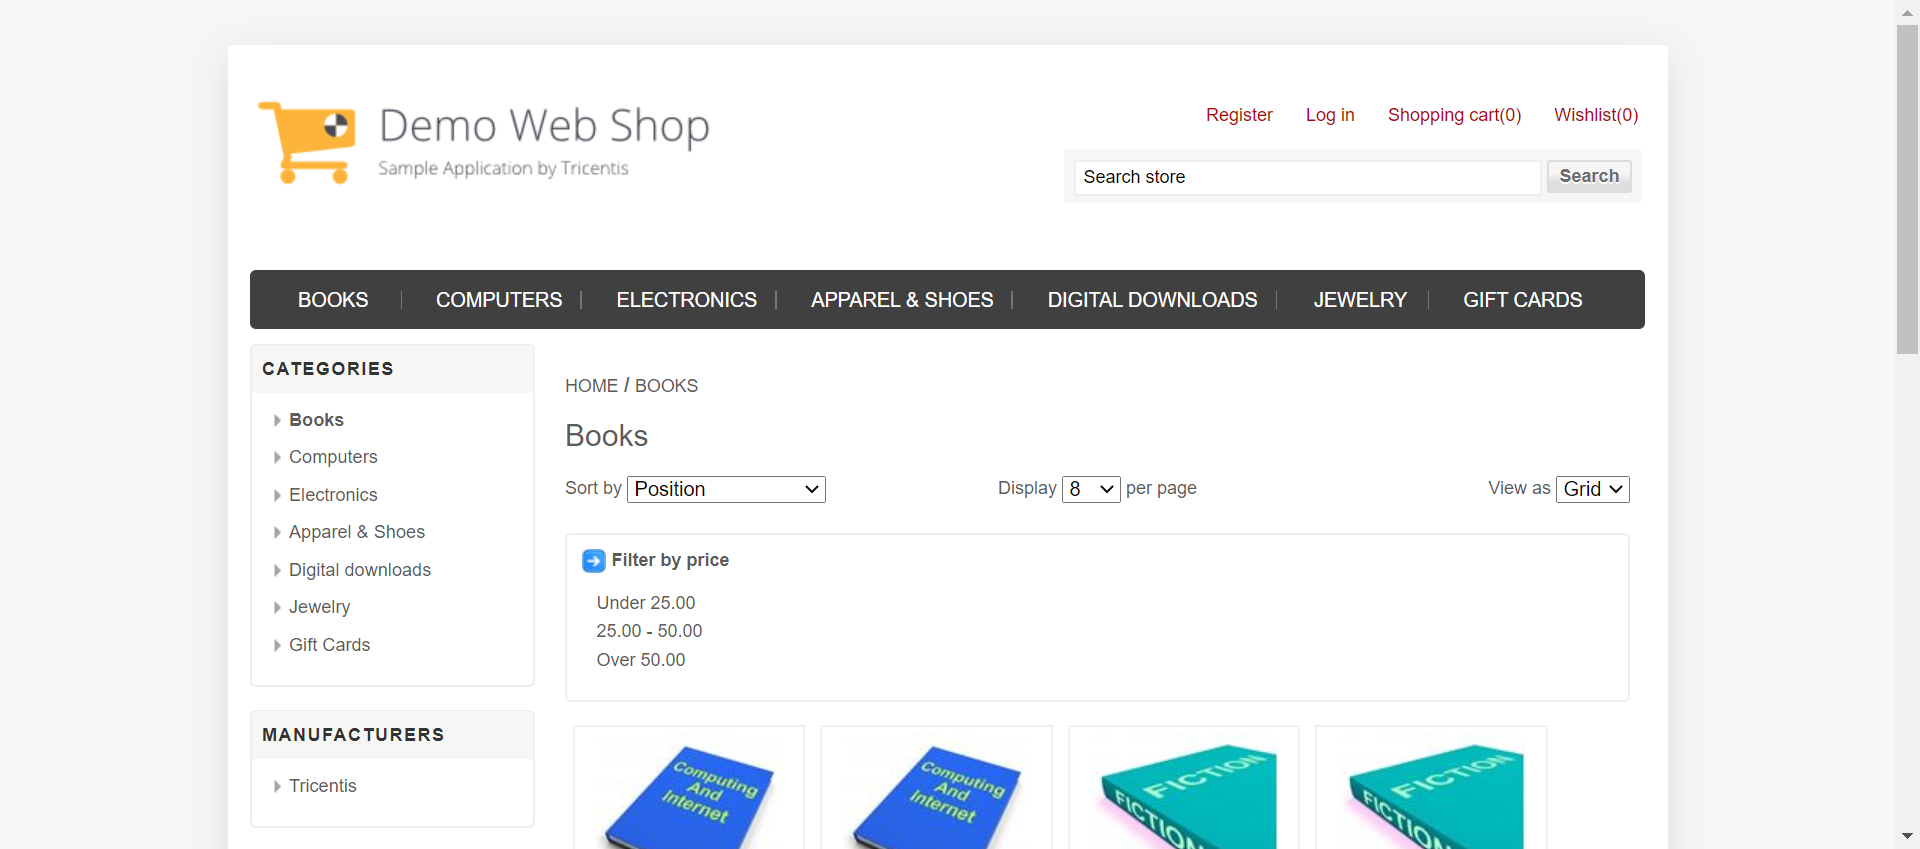 Demo Web Shop
Sample Application by Tricentis
Register Log in Shopping cart(0) Wishlist(0)
Search store Search
BOOKS COMPUTERS ELECTRONICS APPAREL & SHOES DIGITAL DOWNLOADS JEWELRY GIFT CARDS
CATEGORIES
Books
Computers
Electronics
Apparel & Shoes
Digital downloads
Jewelry
Gift Cards
MANUFACTURERS
Tricentis
HOME / BOOKS
Books
Sort by Position Display 8 per page View as Grid
Filter by price
Under 25.00
25.00 - 50.00
Over 50.00
Computing
And
Internet
Computing
And
Internet
FICTION
FICTION
FICTION
FICTION